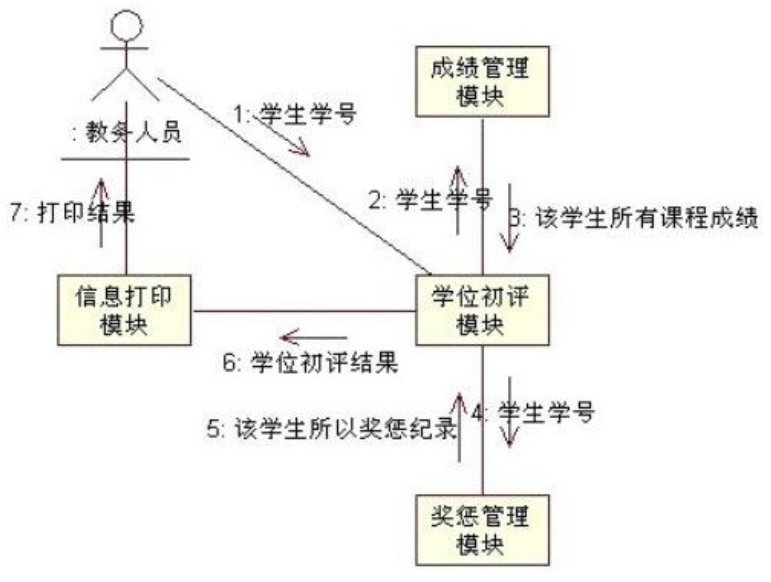 成绩管理
模块
1: 学生学号
: 教务人员
2: 学生学号
7: 打印结果
3: 该学生所有课程成绩
信息打印
模块
学位初评
模块
6: 学位初评结果
4: 学生学号
5: 该学生所以奖惩纪录
奖惩管理
模块